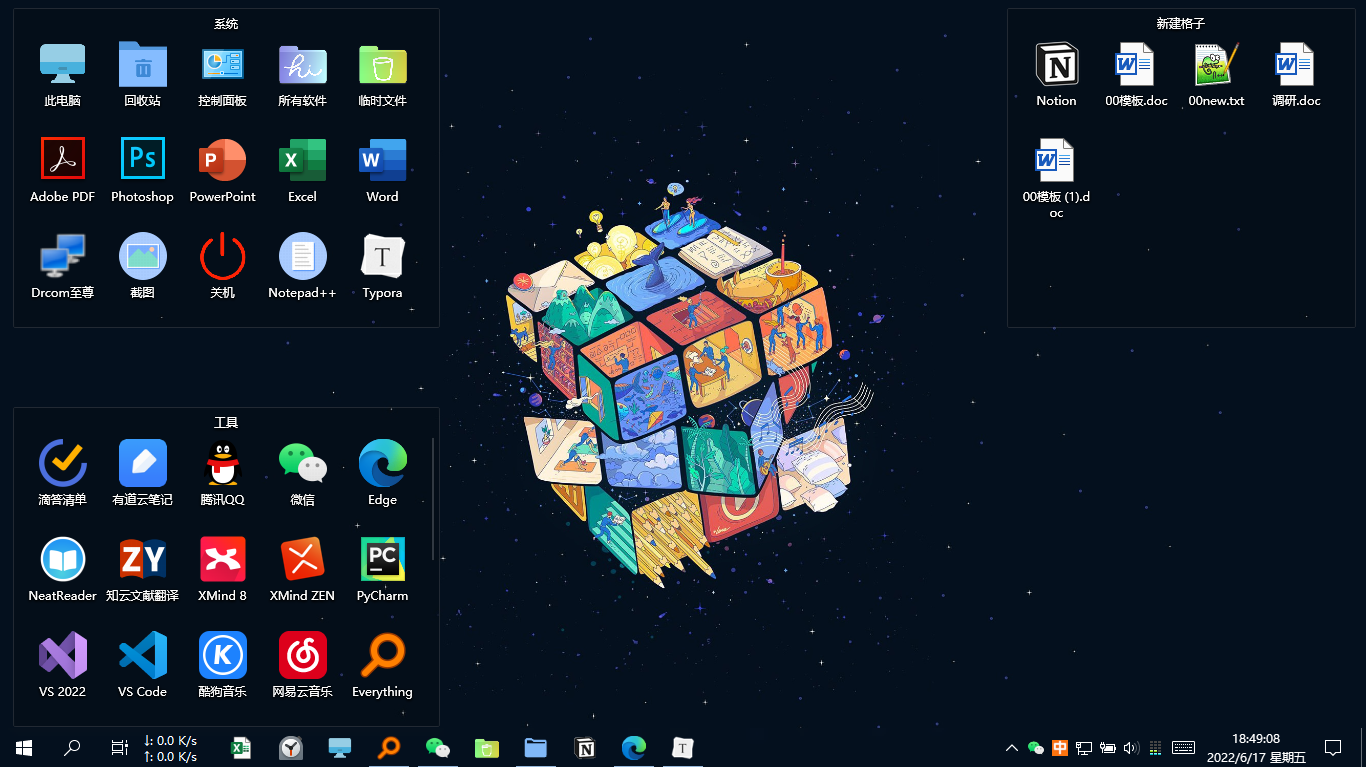 系统
此电脑
回收站
控制面板
所有软件
临时文件
Adobe PDF
Ps
Photoshop
P
PowerPoint
X
Excel
W
Word
Drcom至尊
截图
关机
Notepad++
T
Typora
hi
新建格子
N
Notion
W
00模板.doc
00new.txt
W
调研.doc
W
00模板 (1).d
oc
工具
滴答清单
有道云笔记
腾讯QQ
微信
Edge
NeatReader
ZY
知云文献翻译
XMind 8
XMind ZEN
PC
PyCharm
VS 2022
VS Code
K
酷狗音乐
网易云音乐
Everything
↓: 0.0 K/s
↑: 0.0 K/s
X
N
T
中
18:49:08
2022/6/17 星期五